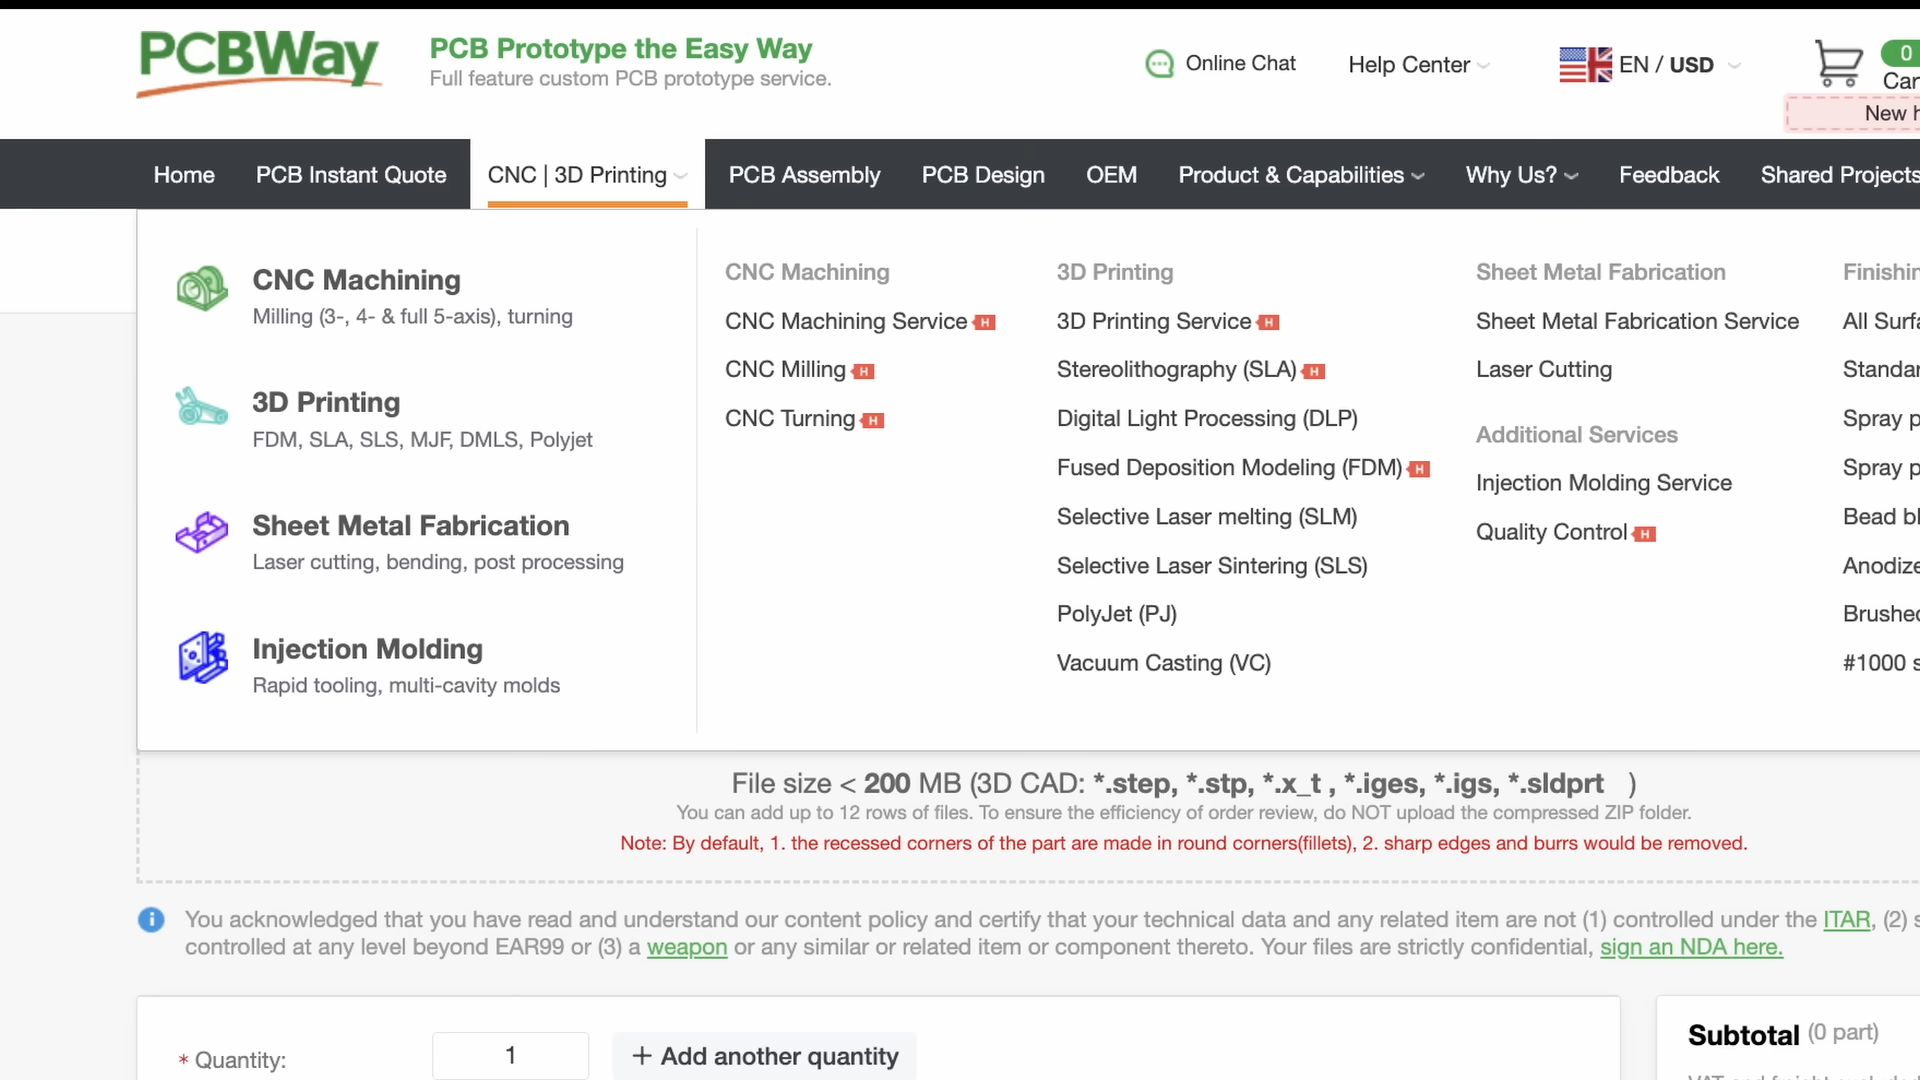 PCBWay
PCB Prototype the Easy Way
Full feature custom PCB prototype service.
Online Chat
Help Center
EN / USD
0
New
Home
PCB Instant Quote
CNC | 3D Printing
PCB Assembly
PCB Design
OEM
Product & Capabilities
Why Us?
Feedback
Shared Projects
CNC Machining
Milling (3-, 4- & full 5-axis), turning
3D Printing
FDM, SLA, SLS, MJF, DMLS, Polyjet
Sheet Metal Fabrication
Laser cutting, bending, post processing
Injection Molding
Rapid tooling, multi-cavity molds
CNC Machining
CNC Machining Service H
CNC Milling H
CNC Turning H
3D Printing
3D Printing Service H
Stereolithography (SLA) H
Digital Light Processing (DLP)
Fused Deposition Modeling (FDM) H
Selective Laser melting (SLM)
Selective Laser Sintering (SLS)
PolyJet (PJ)
Vacuum Casting (VC)
Sheet Metal Fabrication
Sheet Metal Fabrication Service
Laser Cutting
Additional Services
Injection Molding Service
Quality Control H
All
Spray
Spray
Bead
#1000
File size < 200 MB (3D CAD: *.step, *.stp, *.x_t , *.iges, *.igs, *.sldprt )
You can add up to 12 rows of files. To ensure the efficiency of order review, do NOT upload the compressed ZIP folder.
Note: By default, 1. the recessed corners of the part are made in round corners(fillets), 2. sharp edges and burrs would be removed.
You acknowledged that you have read and understand our content policy and certify that your technical data and any related item are not (1) controlled under the ITAR, (2)
controlled at any level beyond EAR99 or (3) a weapon or any similar or related item or component thereto. Your files are strictly confidential, sign an NDA here.
* Quantity:
1
+ Add another quantity
Subtotal (0 part)